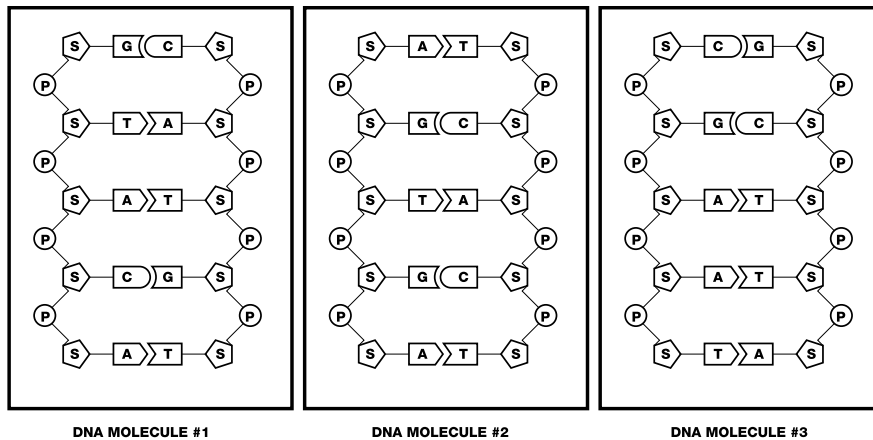 S G C S S A T S S C G S
P P P P P P
S T A S S G C S S G C S
P P P P P P
S A T S S T A S S A T S
P P P P P P
S C G S S G C S S A T S
P P P P P P
S A T S S A T S S T A S
DNA MOLECULE #1 DNA MOLECULE #2 DNA MOLECULE #3